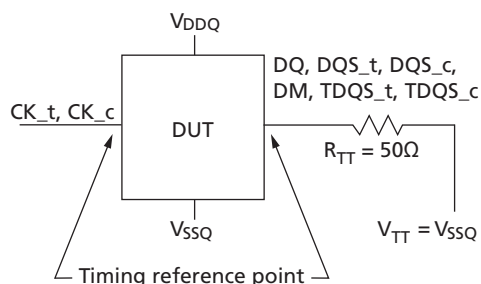 VDDQ
DQ, DQS_t, DQS_c,
DM, TDQS_t, TDQS_c
CK_t, CK_c
DUT
RTT = 50Ω
VSSQ
VTT = VSSQ
Timing reference point